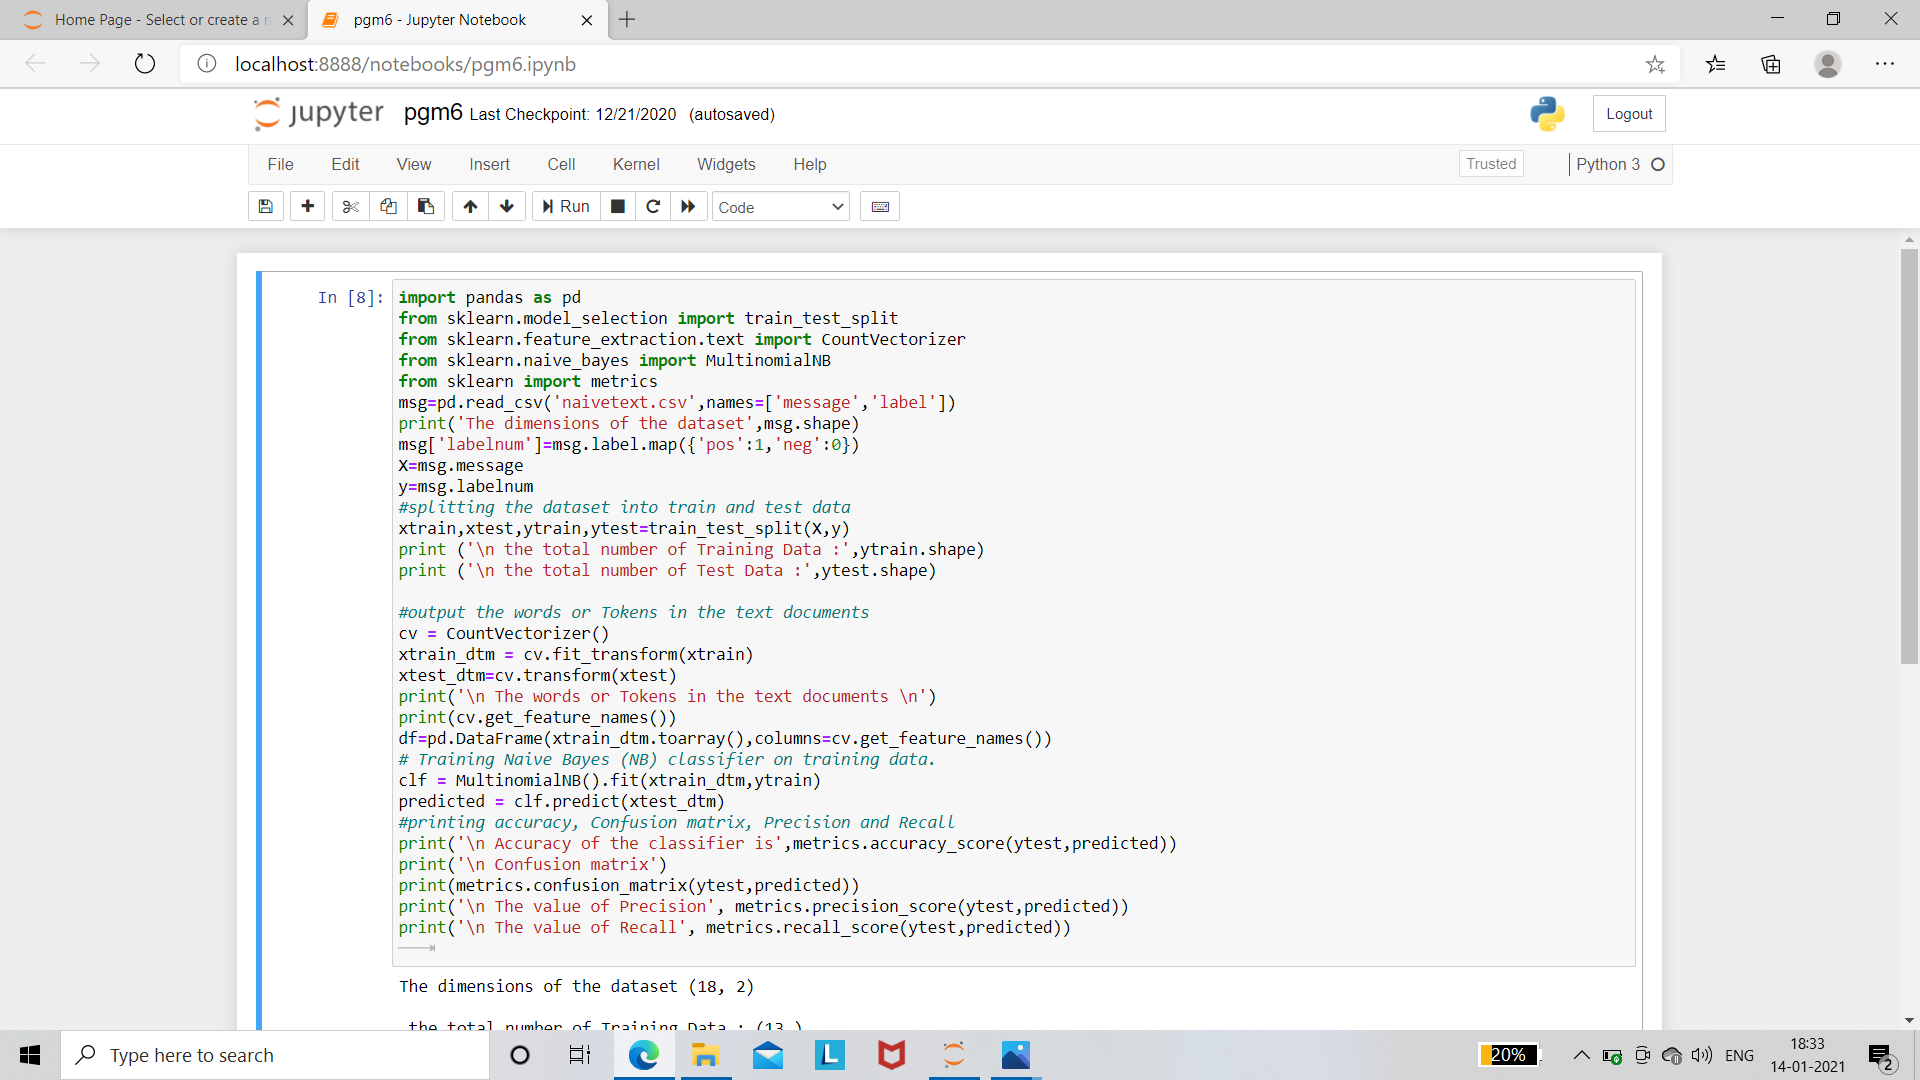 Home Page - Select or create a n
pgm6 - Jupyter Notebook
localhost:8888/notebooks/pgm6.ipynb
jupyter pgm6 Last Checkpoint: 12/21/2020 (autosaved)
Logout
File Edit View Insert Cell Kernel Widgets Help
Trusted
Python 3
Run
Code
In [8]:
import pandas as pd
from sklearn.model_selection import train_test_split
from sklearn.feature_extraction.text import CountVectorizer
from sklearn.naive_bayes import MultinomialNB
from sklearn import metrics
msg=pd.read_csv('naivetext.csv',names=['message','label'])
print('The dimensions of the dataset',msg.shape)
msg['labelnum']=msg.label.map({'pos':1,'neg':0})
X=msg.message
y=msg.labelnum
#splitting the dataset into train and test data
xtrain,xtest,ytrain,ytest=train_test_split(X,y)
print ('\n the total number of Training Data :',ytrain.shape)
print ('\n the total number of Test Data :',ytest.shape)
#output the words or Tokens in the text documents
cv = CountVectorizer()
xtrain_dtm = cv.fit_transform(xtrain)
xtest_dtm=cv.transform(xtest)
print('\n The words or Tokens in the text documents \n')
print(cv.get_feature_names())
df=pd.DataFrame(xtrain_dtm.toarray(),columns=cv.get_feature_names())
# Training Naive Bayes (NB) classifier on training data.
clf = MultinomialNB().fit(xtrain_dtm,ytrain)
predicted = clf.predict(xtest_dtm)
#printing accuracy, Confusion matrix, Precision and Recall
print('\n Accuracy of the classifier is',metrics.accuracy_score(ytest,predicted))
print('\n Confusion matrix')
print(metrics.confusion_matrix(ytest,predicted))
print('\n The value of Precision', metrics.precision_score(ytest,predicted))
print('\n The value of Recall', metrics.recall_score(ytest,predicted))
The dimensions of the dataset (18, 2)
the total number of Training Data : (13,)
Type here to search
L
20%
ENG
18:33
14-01-2021
2